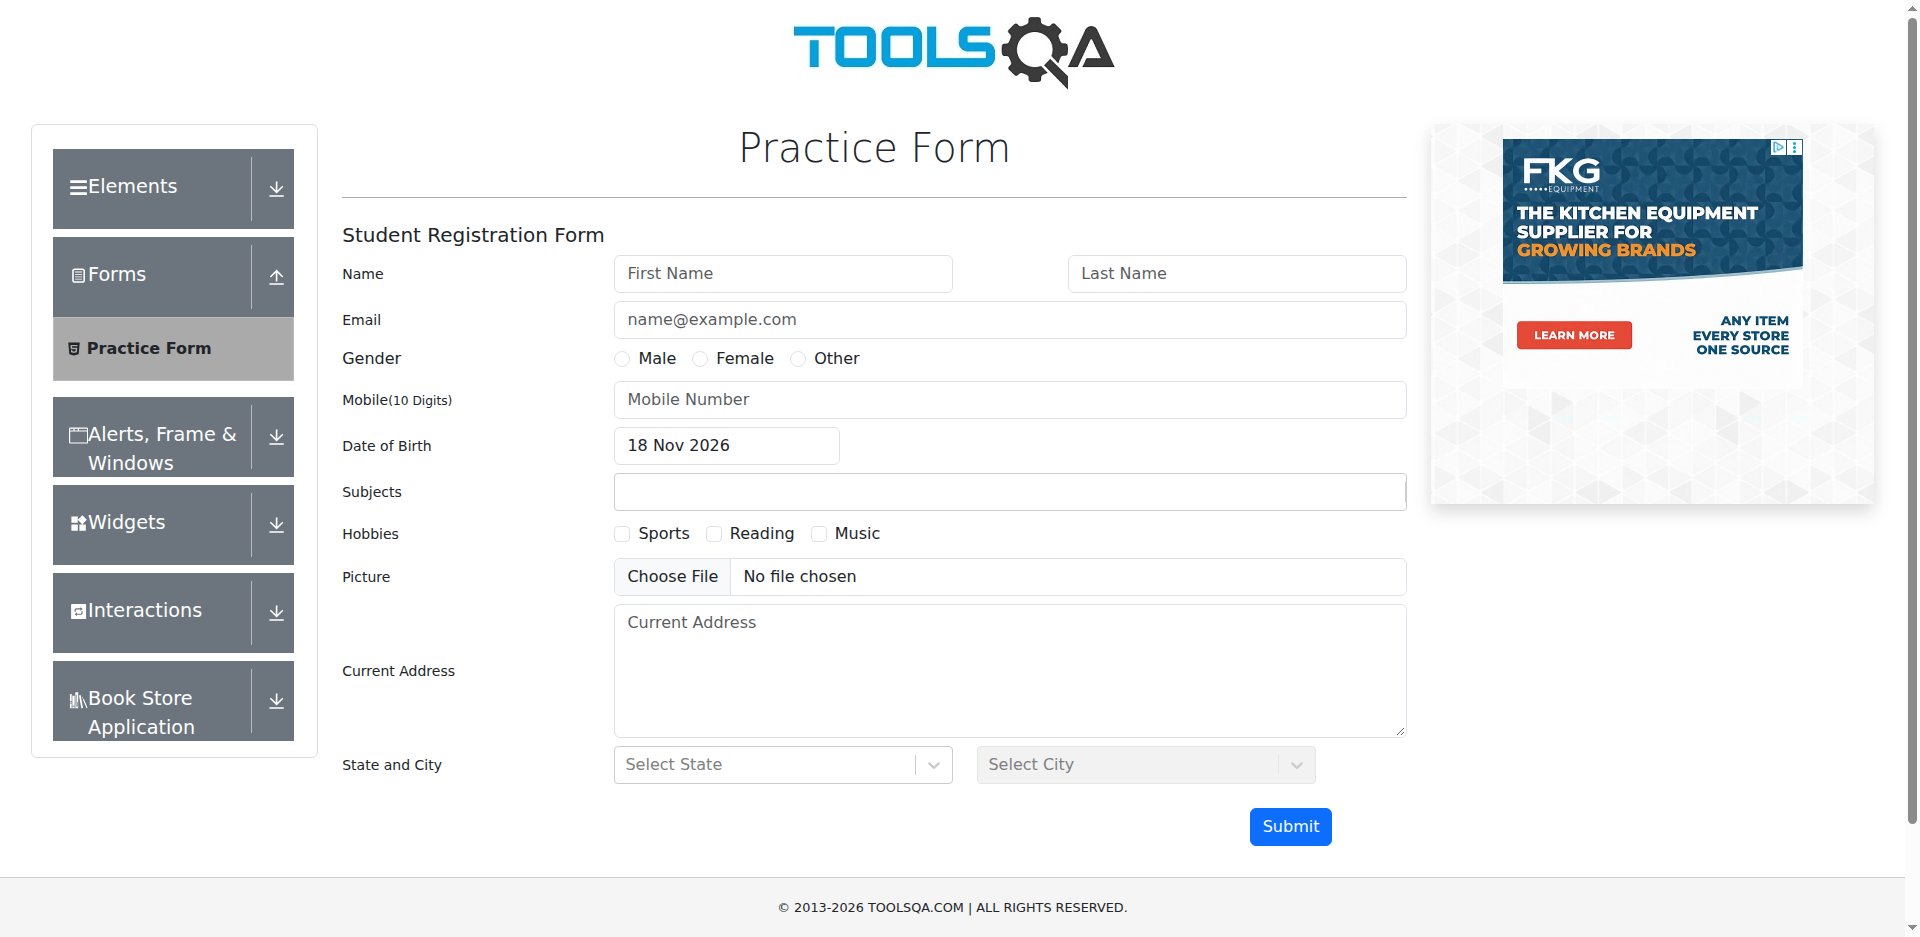 TOOLSQA
Elements
Forms
Practice Form
Alerts, Frame &
Windows
Widgets
Interactions
Book Store
Application
Practice Form
Student Registration Form
Name First Name Last Name
Email name@example.com
Gender Male Female Other
Mobile(10 Digits) Mobile Number
Date of Birth 18 Nov 2026
Subjects
Hobbies Sports Reading Music
Picture Choose File No file chosen
Current Address Current Address
State and City Select State Select City
Submit
FKG
EQUIPMENT
THE KITCHEN EQUIPMENT
SUPPLIER FOR
GROWING BRANDS
LEARN MORE
ANY ITEM
EVERY STORE
ONE SOURCE
© 2013-2026 TOOLSQA.COM | ALL RIGHTS RESERVED.